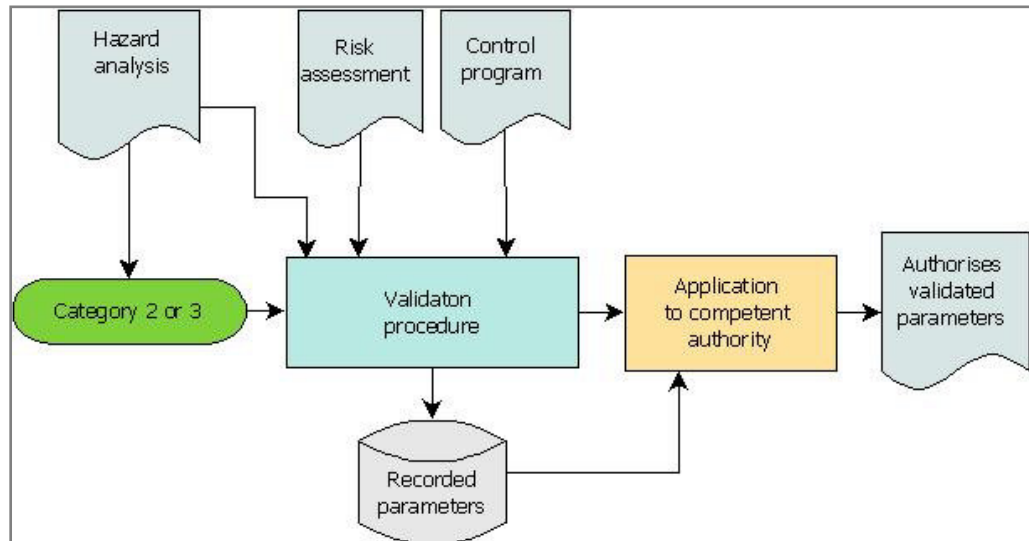 Hazard
analysis
Risk
assessment
Control
program
Category 2 or 3
Validaton
procedure
Application
to competent
authority
Authorises
validated
parameters
Recorded
parameters